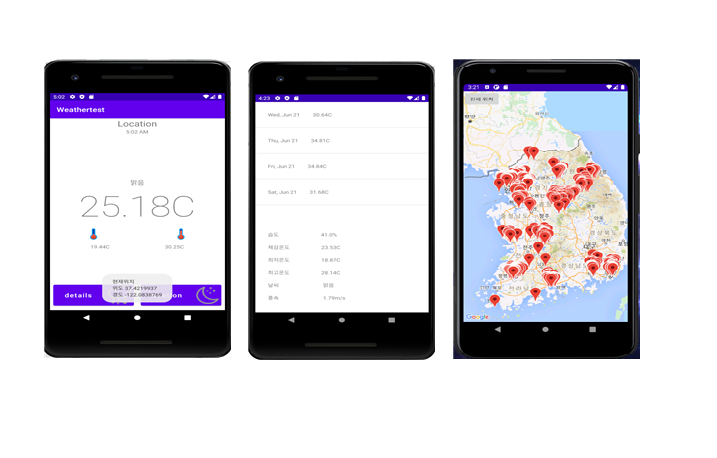 5:02
Weathertest
Location
5:02 AM
맑음
25.18C
19.44C 30.25C
현재위치
위도 37.4219937
경도 -122.0838769
details on
4:23
Wed, Jun 21 30.64C
Thu, Jun 21 34.81C
Fri, Jun 21 34.84C
Sat, Jun 21 31.68C
습도 41.0%
체감온도 23.53C
최저온도 18.87C
최고온도 28.14C
날씨 맑음
풍속 1.79m/s
3:21
현재 위치
Google